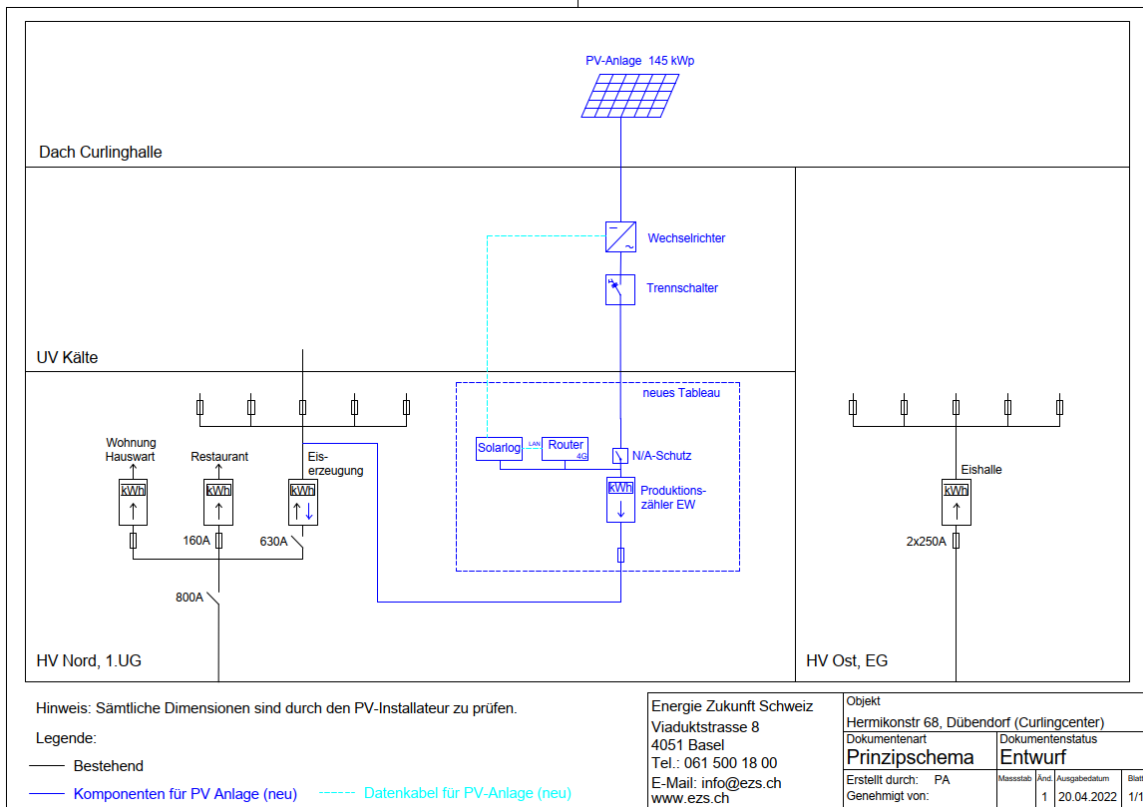 PV-Anlage 145 kWp
Dach Curlinghalle
Wechselrichter
Trennschalter
UV Kälte
neues Tableau
Solarlog
LAN
Router
4G
N/A-Schutz
kWh
Produktions-
zähler EW
Wohnung
Hauswart
Restaurant
Eis-
erzeugung
kWh
kWh
kWh
160A
630A
800A
HV Nord, 1.UG
Eishalle
kWh
2x250A
HV Ost, EG
Hinweis: Sämtliche Dimensionen sind durch den PV-Installateur zu prüfen.
Legende:
Bestehend
Komponenten für PV Anlage (neu)
Datenkabel für PV-Anlage (neu)
Energie Zukunft Schweiz
Viaduktstrasse 8
4051 Basel
Tel.: 061 500 18 00
E-Mail: info@ezs.ch
www.ezs.ch
Objekt
Hermikonstr 68, Dübendorf (Curlingcenter)
Dokumentenart
Prinzipschema
Dokumentenstatus
Entwurf
Erstellt durch: PA
Genehmigt von:
Massstab
Änd.
1
Ausgabedatum
20.04.2022
Blatt
1/1